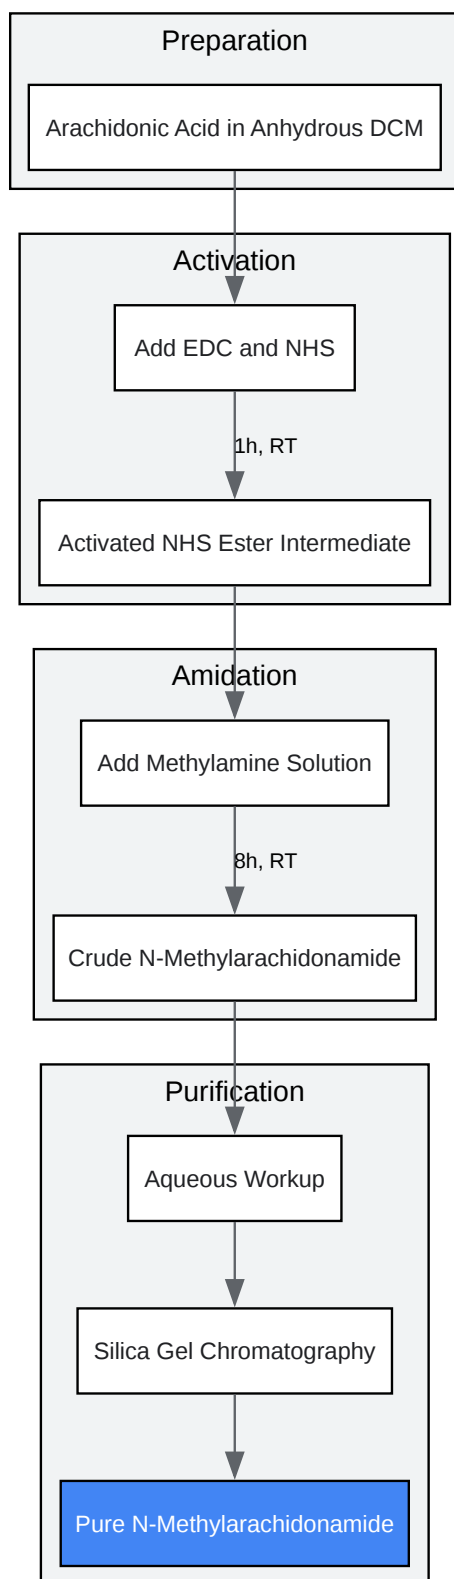 Preparation
Arachidonic Acid in Anhydrous DCM
Activation
Add EDC and NHS
1h, RT
Activated NHS Ester Intermediate
Amidation
Add Methylamine Solution
8h, RT
Crude N-Methylarachidonamide
Purification
Aqueous Workup
Silica Gel Chromatography
Pure N-Methylarachidonamide